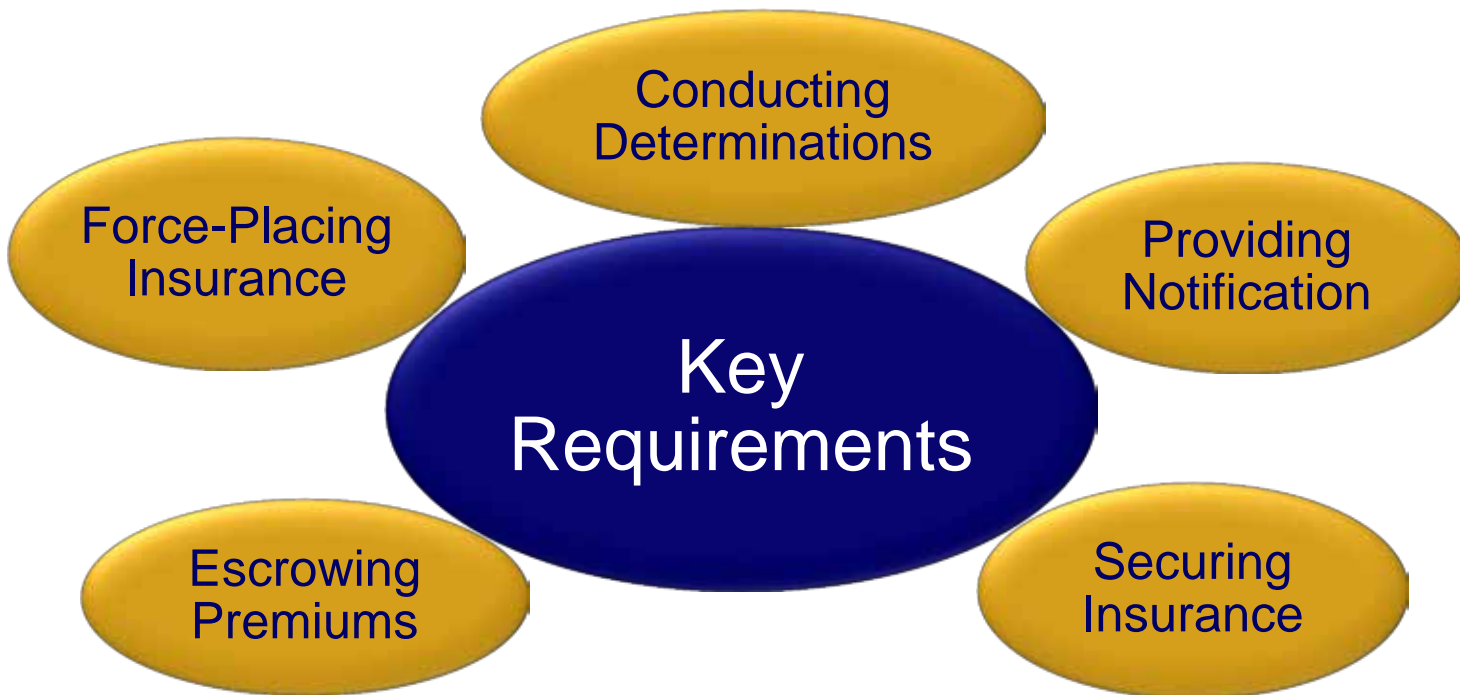 Conducting
Determinations
Force-Placing
Insurance
Providing
Notification
Key
Requirements
Escrowing
Premiums
Securing
Insurance